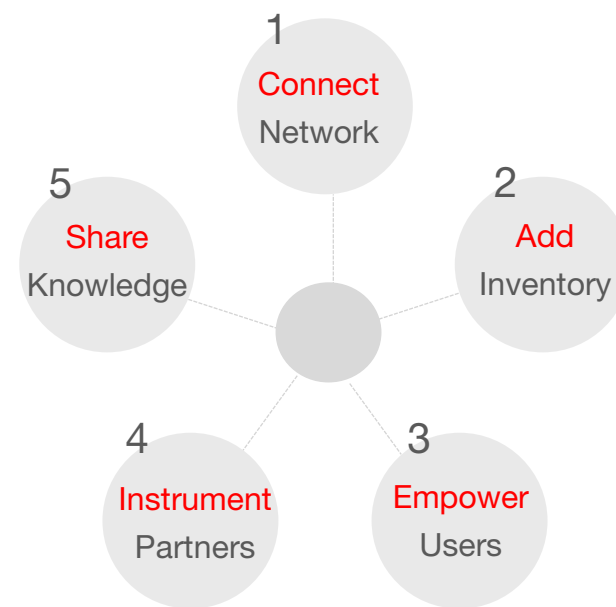 1
Connect
Network
2
Add
Inventory
3
Empower
Users
4
Instrument
Partners
5
Share
Knowledge